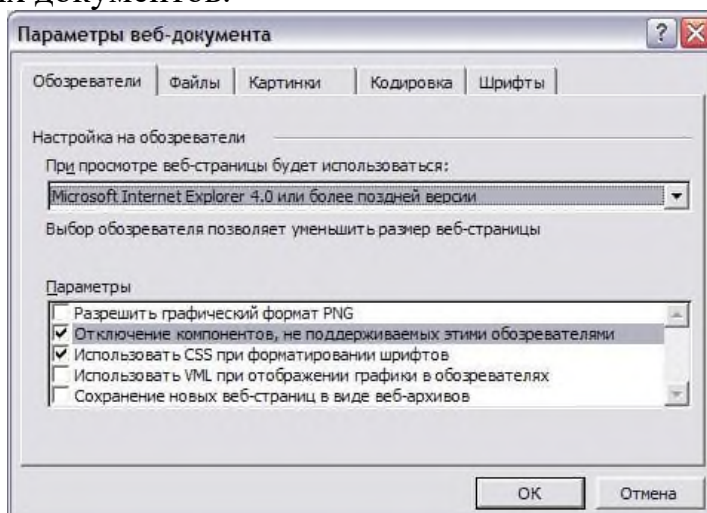 документов.
Параметры веб-документа
Обозреватели Файлы Картинки Кодировка Шрифты
Настройка на обозреватели
При просмотре веб-страницы будет использоваться:
Microsoft Internet Explorer 4.0 или более поздней версии
Выбор обозревателя позволяет уменьшить размер веб-страницы
Параметры
Разрешить графический формат PNG
Отключение компонентов, не поддерживаемых этими обозревателями
Использовать CSS при форматировании шрифтов
Использовать VML при отображении графики в обозревателях
Сохранение новых веб-страниц в виде веб-архивов
ОК Отмена